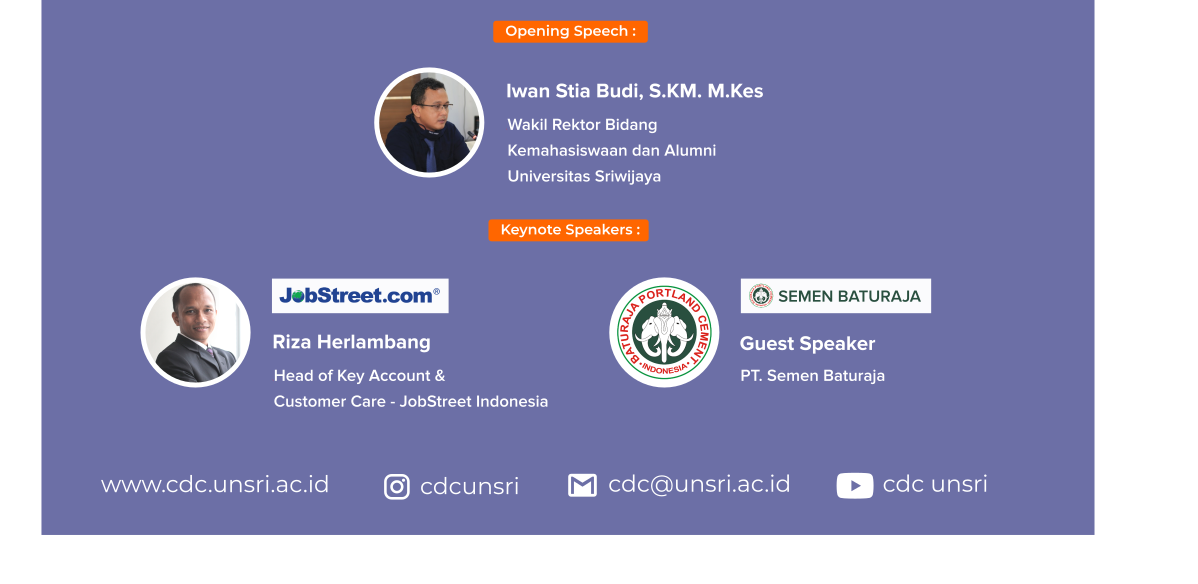 Opening Speech :
Iwan Stia Budi, S.KM. M.Kes
Wakil Rektor Bidang
Kemahasiswaan dan Alumni
Universitas Sriwijaya
Keynote Speakers :
JobStreet.com®
Riza Herlambang
Head of Key Account &
Customer Care - JobStreet Indonesia
BATURAJA PORTLAND CEMENT
INDONESIA
SEMEN BATURAJA
Guest Speaker
PT. Semen Baturaja
www.cdc.unsri.ac.id
cdcunsri
cdc@unsri.ac.id
cdc unsri